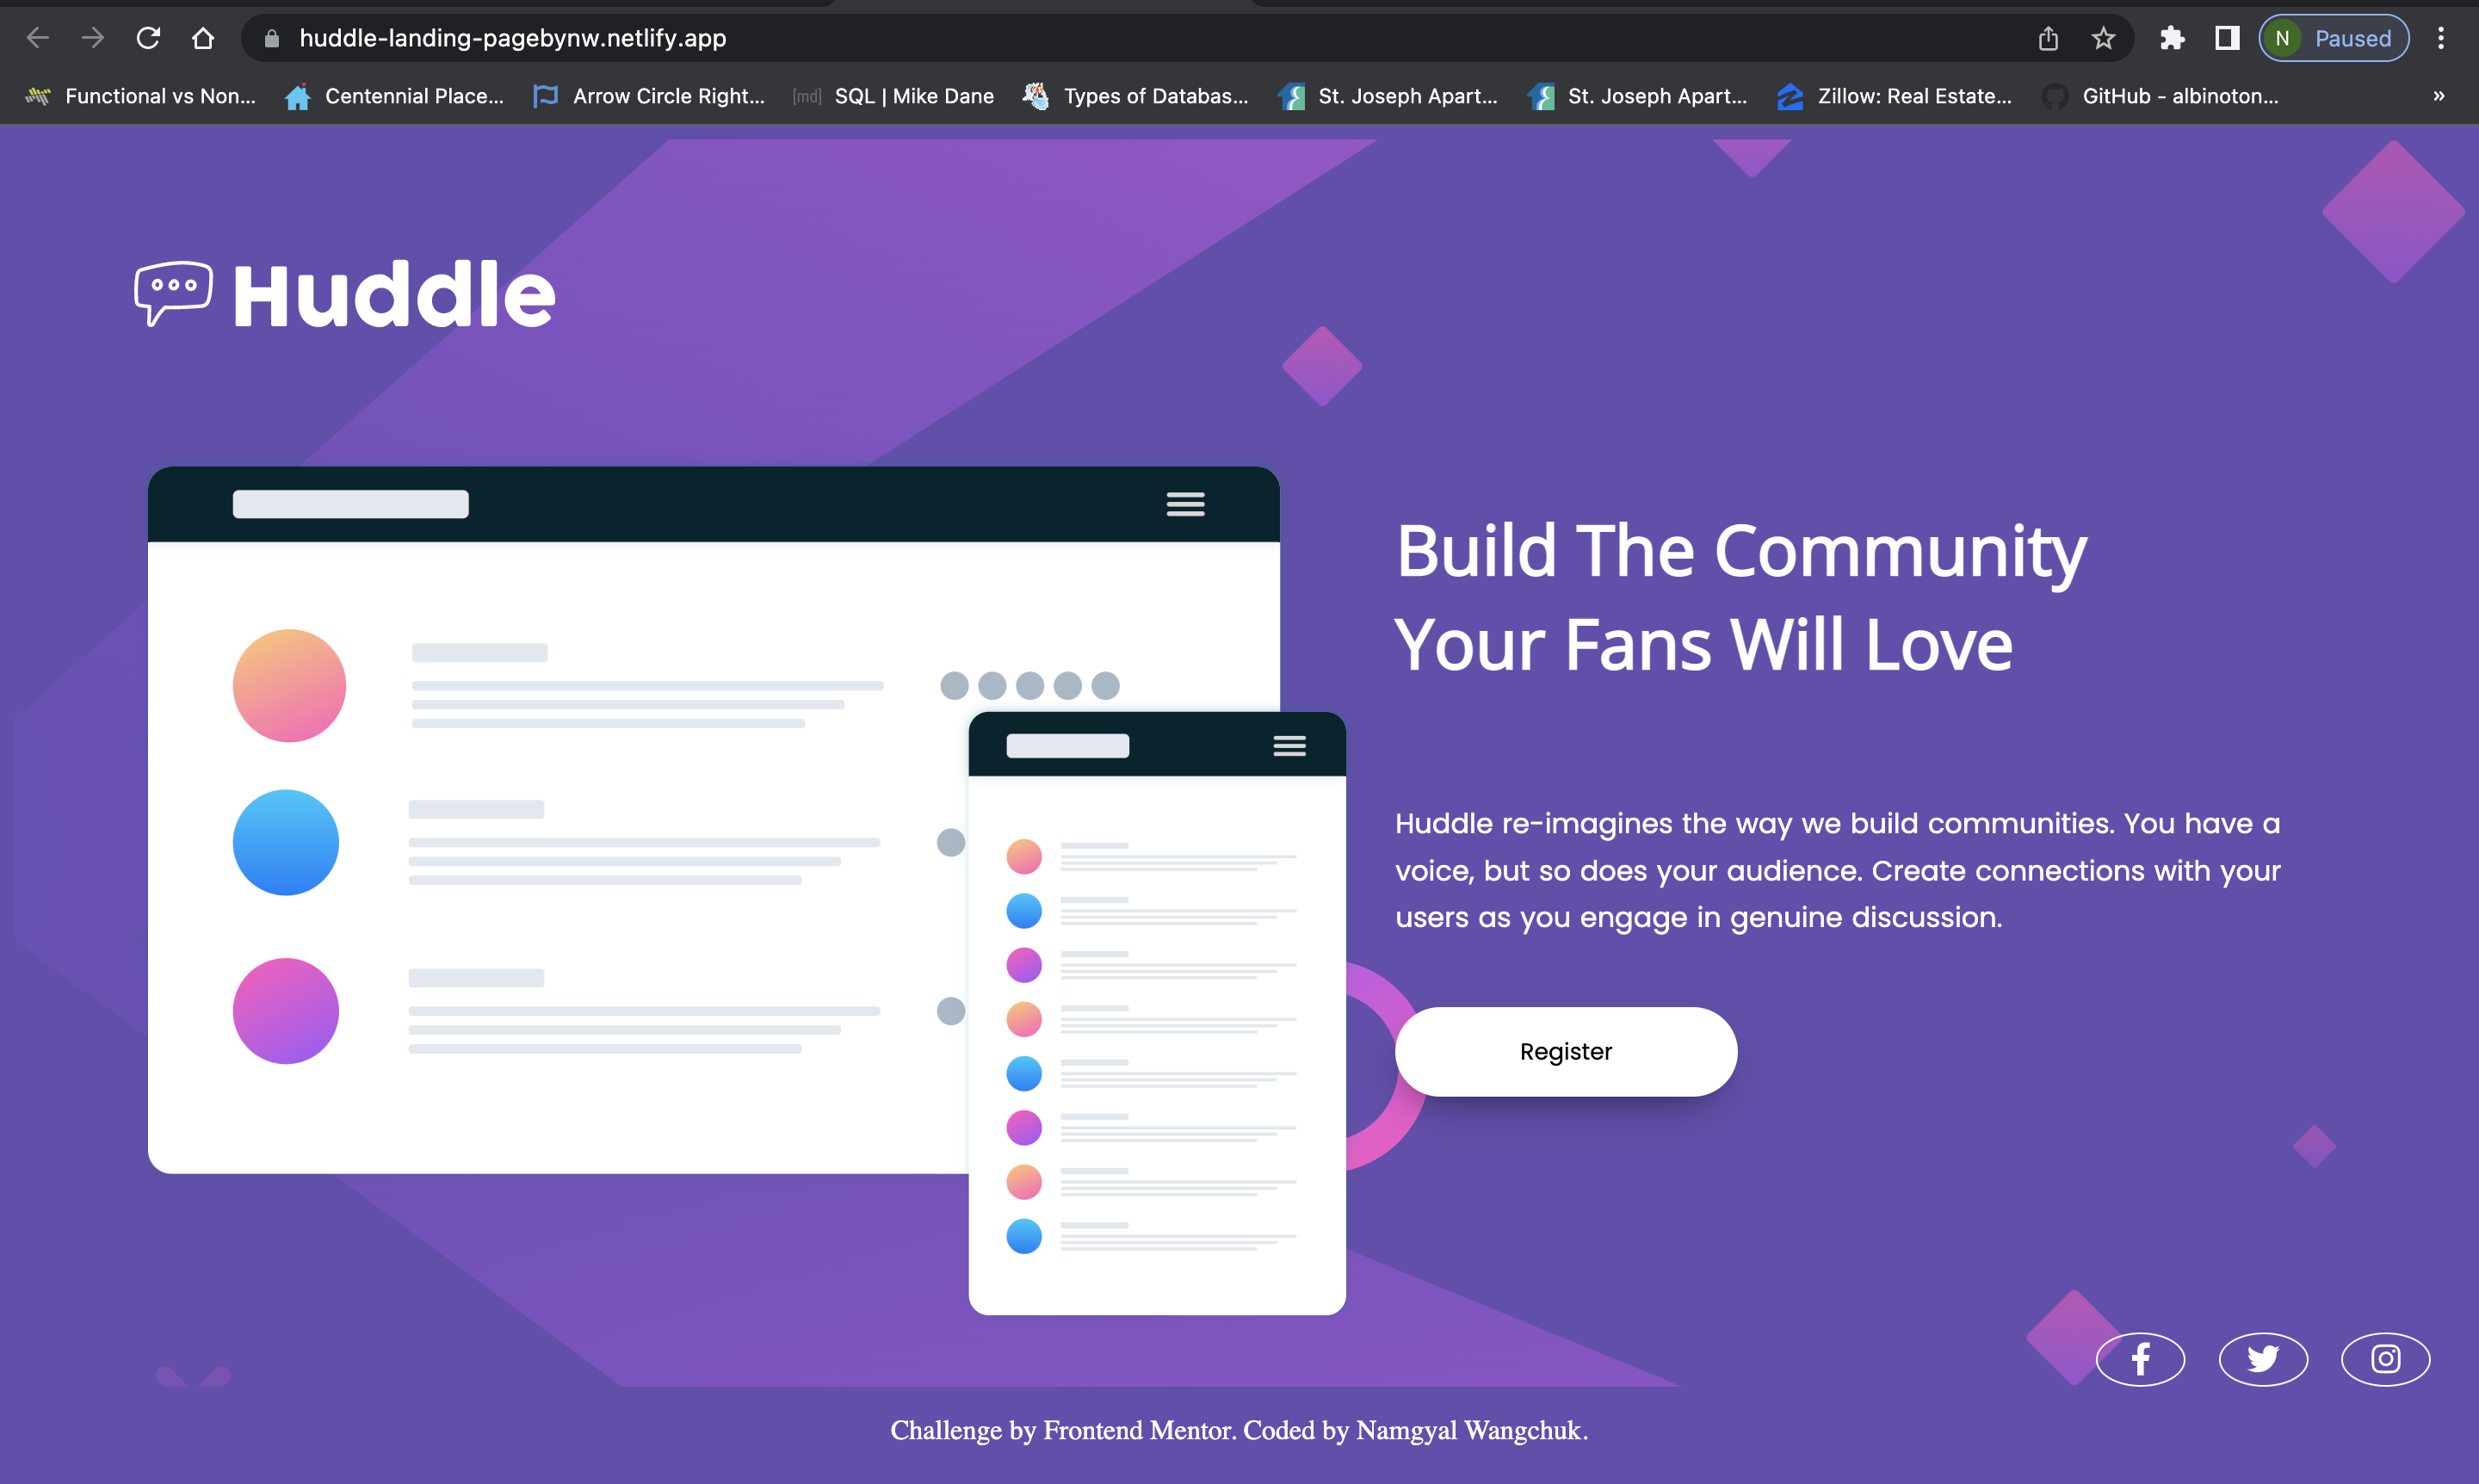 huddle-landing-pagebynw.netlify.app
N Paused
Functional vs Non... Centennial Place... Arrow Circle Right... [md] SQL | Mike Dane Types of Databas... St. Joseph Apart... St. Joseph Apart... Zillow: Real Estate... GitHub - albinoton... »
Huddle
Build The Community
Your Fans Will Love
Huddle re-imagines the way we build communities. You have a
voice, but so does your audience. Create connections with your
users as you engage in genuine discussion.
Register
Challenge by Frontend Mentor. Coded by Namgyal Wangchuk.